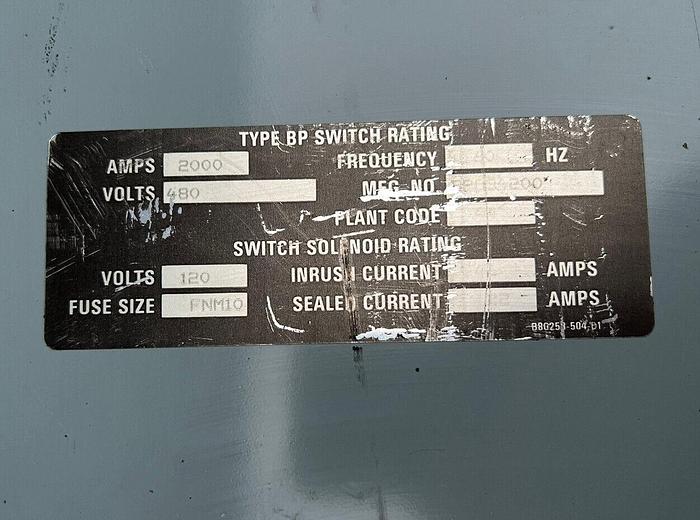 TYPE BP SWITCH RATING
AMPS 2000 FREQUENCY HZ
VOLTS 480 MFG. NO.
PLANT CODE
SWITCH SOLENOID RATING
VOLTS 120 INRUSH CURRENT AMPS
FUSE SIZE FNM10 SEALED CURRENT AMPS